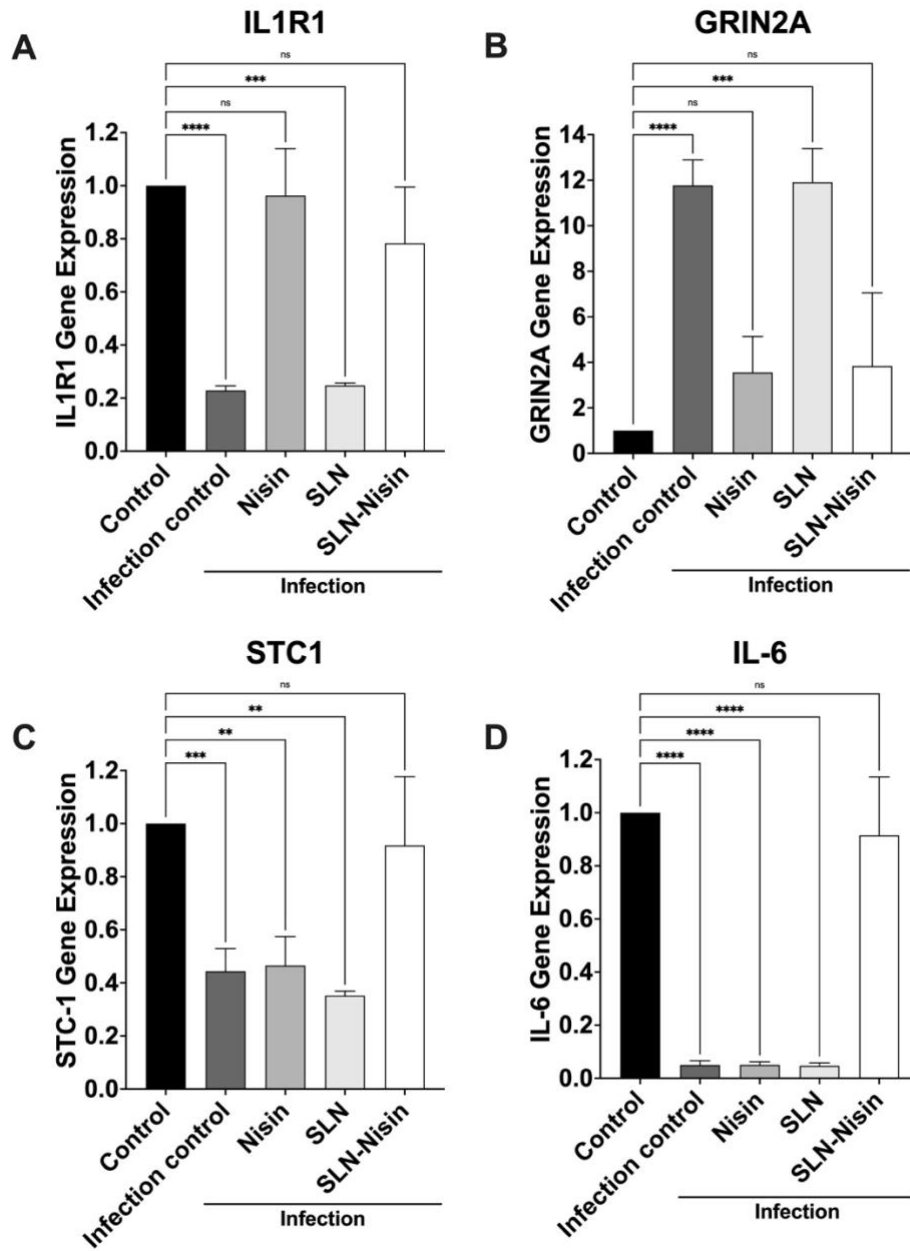 A
IL1R1
ns
***
ns
****
IL1R1 Gene Expression
1.2
1.0
0.8
0.6
0.4
0.2
0.0
Control
Infection control
Nisin
SLN
SLN-Nisin
Infection
B
GRIN2A
ns
***
ns
****
GRIN2A Gene Expression
14
12
10
8
6
4
2
0
Control
Infection control
Nisin
SLN
SLN-Nisin
Infection
C
STC1
ns
**
**
***
STC-1 Gene Expression
1.2
1.0
0.8
0.6
0.4
0.2
0.0
Control
Infection control
Nisin
SLN
SLN-Nisin
Infection
D
IL-6
ns
****
****
****
IL-6 Gene Expression
1.2
1.0
0.8
0.6
0.4
0.2
0.0
Control
Infection control
Nisin
SLN
SLN-Nisin
Infection